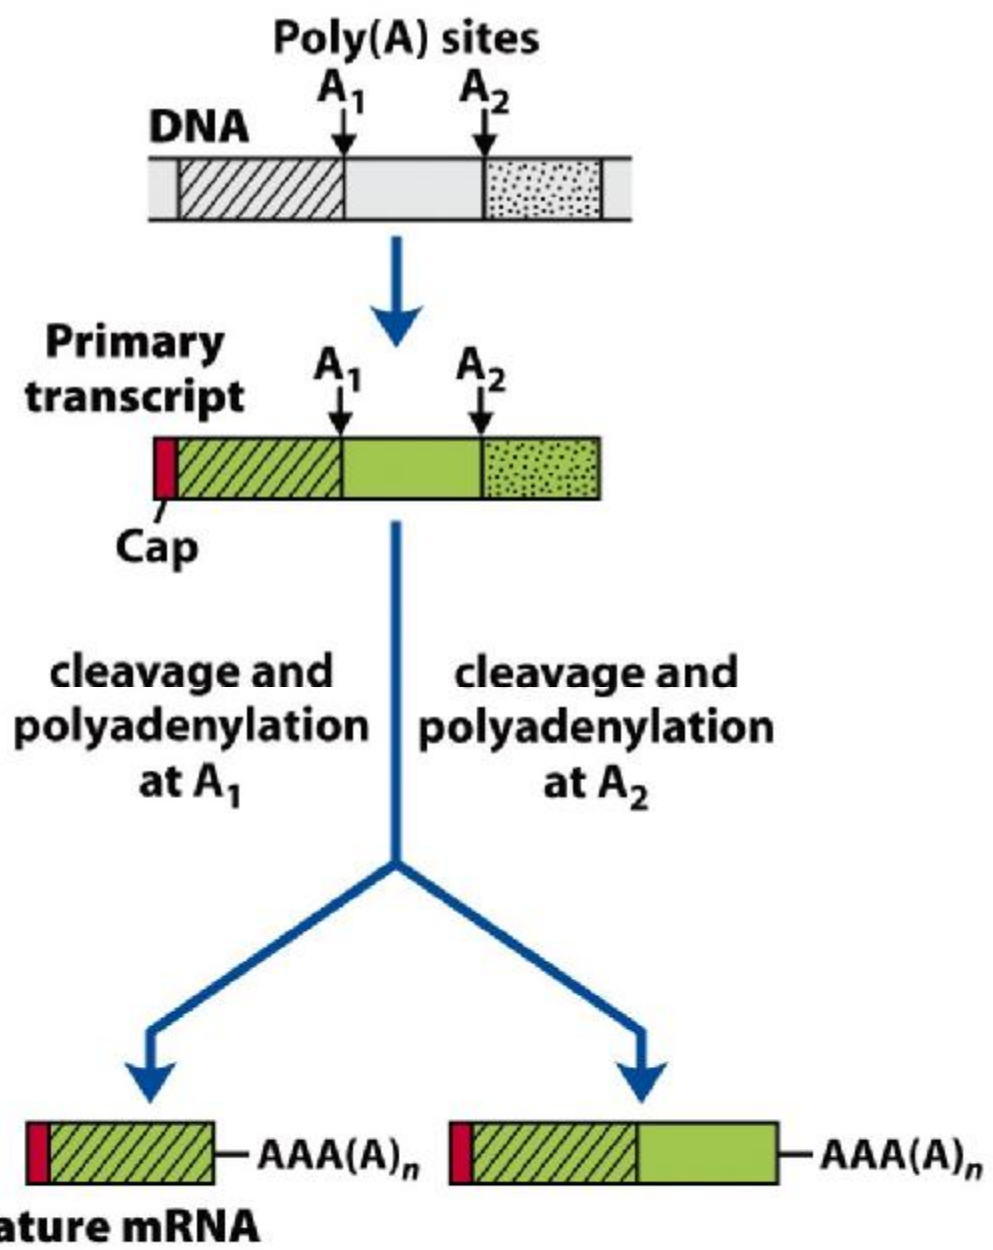 Poly(A) sites
A₁ A₂
DNA
Primary
transcript
A₁ A₂
Cap
cleavage and
polyadenylation
at A₁
cleavage and
polyadenylation
at A₂
AAA(A)ₙ AAA(A)ₙ
ature mRNA